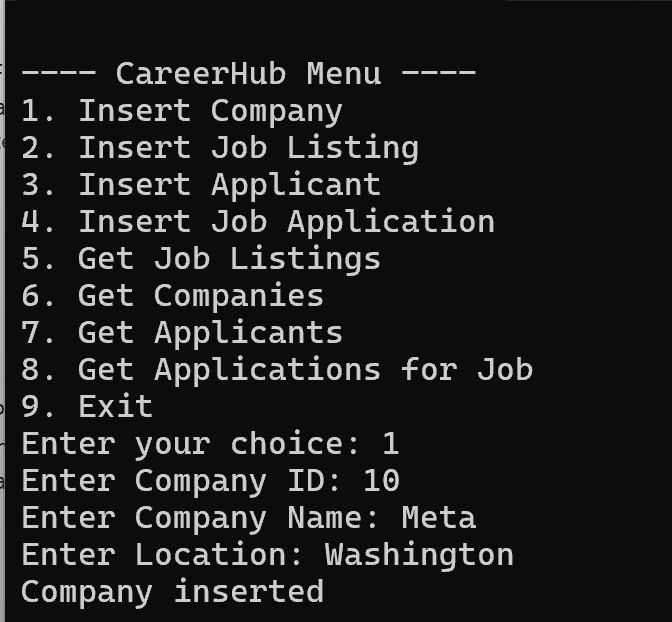 ---- CareerHub Menu ----
1. Insert Company
2. Insert Job Listing
3. Insert Applicant
4. Insert Job Application
5. Get Job Listings
6. Get Companies
7. Get Applicants
8. Get Applications for Job
9. Exit
Enter your choice: 1
Enter Company ID: 10
Enter Company Name: Meta
Enter Location: Washington
Company inserted